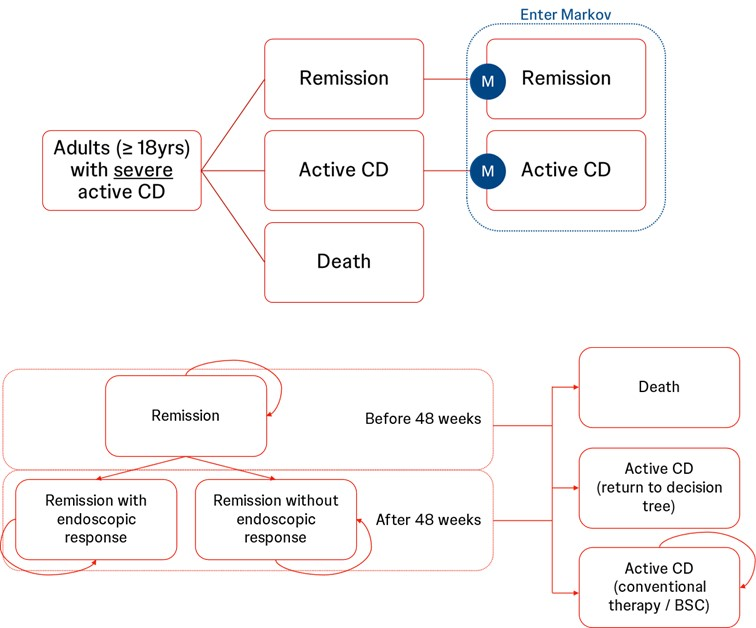 Enter Markov
Remission
M
Remission
Adults (≥ 18yrs)
with severe
active CD
Active CD
M
Active CD
Death
Remission
Before 48 weeks
Death
Remission with
endoscopic
response
Remission without
endoscopic
response
After 48 weeks
Active CD
(return to decision
tree)
Active CD
(conventional
therapy / BSC)